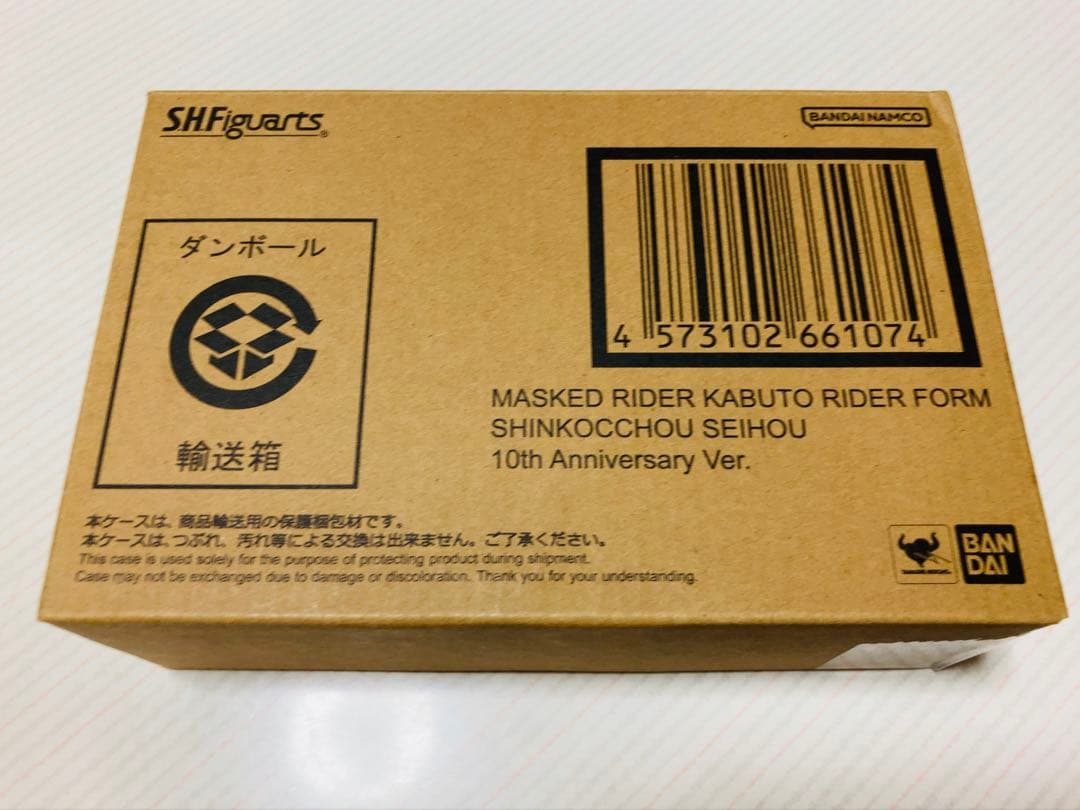 S.H.Figuarts®
BANDAI NAMCO
ダンボール
輸送箱
4 573102 661074
MASKED RIDER KABUTO RIDER FORM
SHINKOCCHOU SEIHOU
10th Anniversary Ver.
本ケースは、商品輸送用の保護梱包材です。
本ケースは、つぶれ、汚れ等による交換は出来ません。ご了承ください。
This case is used solely for the purpose of protecting product during shipment.
Case may not be exchanged due to damage or discoloration. Thank you for your understanding.
BAN
DAI